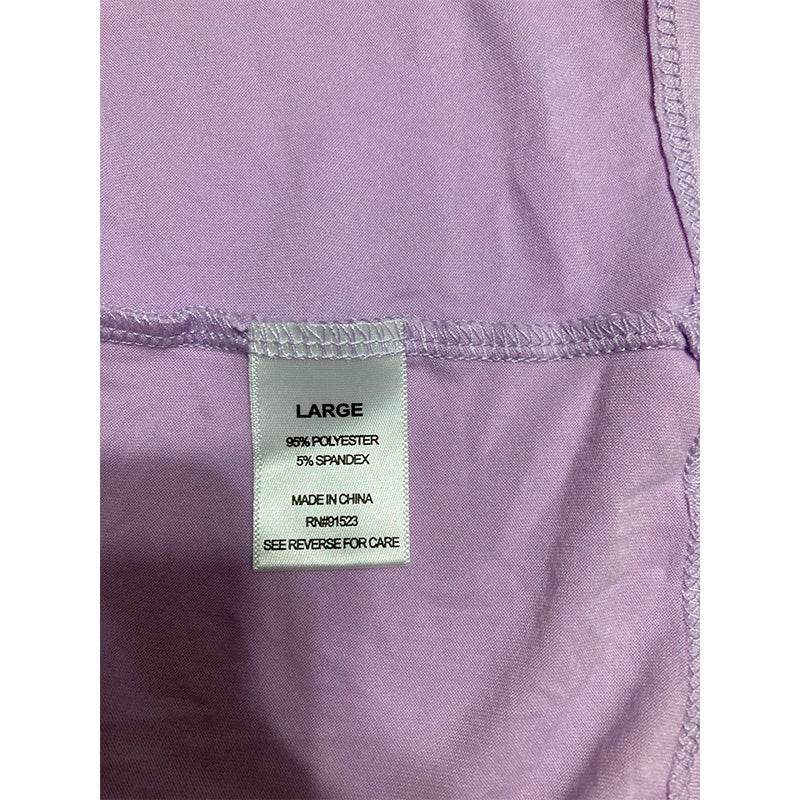 LARGE
95% POLYESTER
5% SPANDEX
MADE IN CHINA
RN#91523
SEE REVERSE FOR CARE